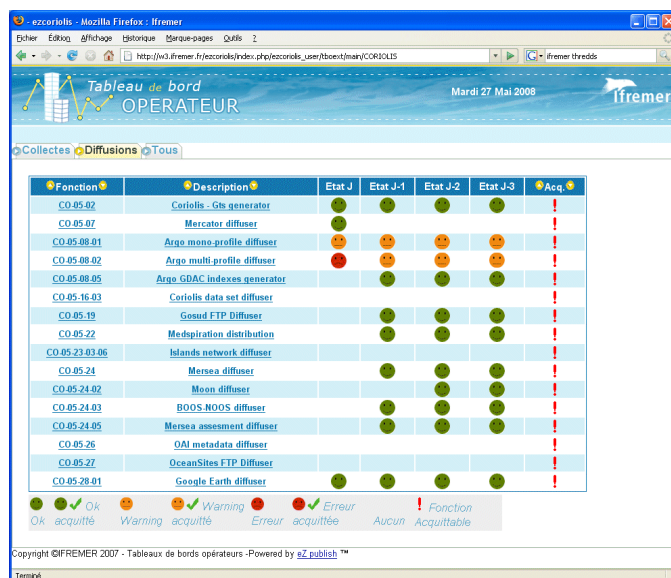 - ezcoriolis - Mozilla Firefox : Ifremer
Fichier Édition Affichage Historique Marque-pages Outils ?
http://w3.ifremer.fr/ezcoriolis/index.php/ezcoriolis_user/tboext/main/CORIOLIS
ifremer thredds
Tableau de bord
OPERATEUR
Mardi 27 Mai 2008
Ifremer
Collectes Diffusions Tous
Fonction Description Etat J Etat J-1 Etat J-2 Etat J-3 Acq.
CO-05-02 Coriolis - Gts generator
CO-05-07 Mercator diffuser
CO-05-08-01 Argo mono-profile diffuser
CO-05-08-02 Argo multi-profile diffuser
CO-05-08-05 Argo GDAC indexes generator
CO-05-16-03 Coriolis data set diffuser
CO-05-19 Gosud FTP Diffuser
CO-05-22 Medspiration distribution
CO-05-23-03-06 Islands network diffuser
CO-05-24 Mersea diffuser
CO-05-24-02 Moon diffuser
CO-05-24-03 BOOS-NOOS diffuser
CO-05-24-05 Mersea assesment diffuser
CO-05-26 OAI metadata diffuser
CO-05-27 OceanSites FTP Diffuser
CO-05-28-01 Google Earth diffuser
Ok Warning Erreur Fonction
Ok acquitté Warning acquitté Erreur acquittée Aucun Acquittable
Copyright ©IFREMER 2007 - Tableaux de bords opérateurs -Powered by eZ publish ™
Terminé